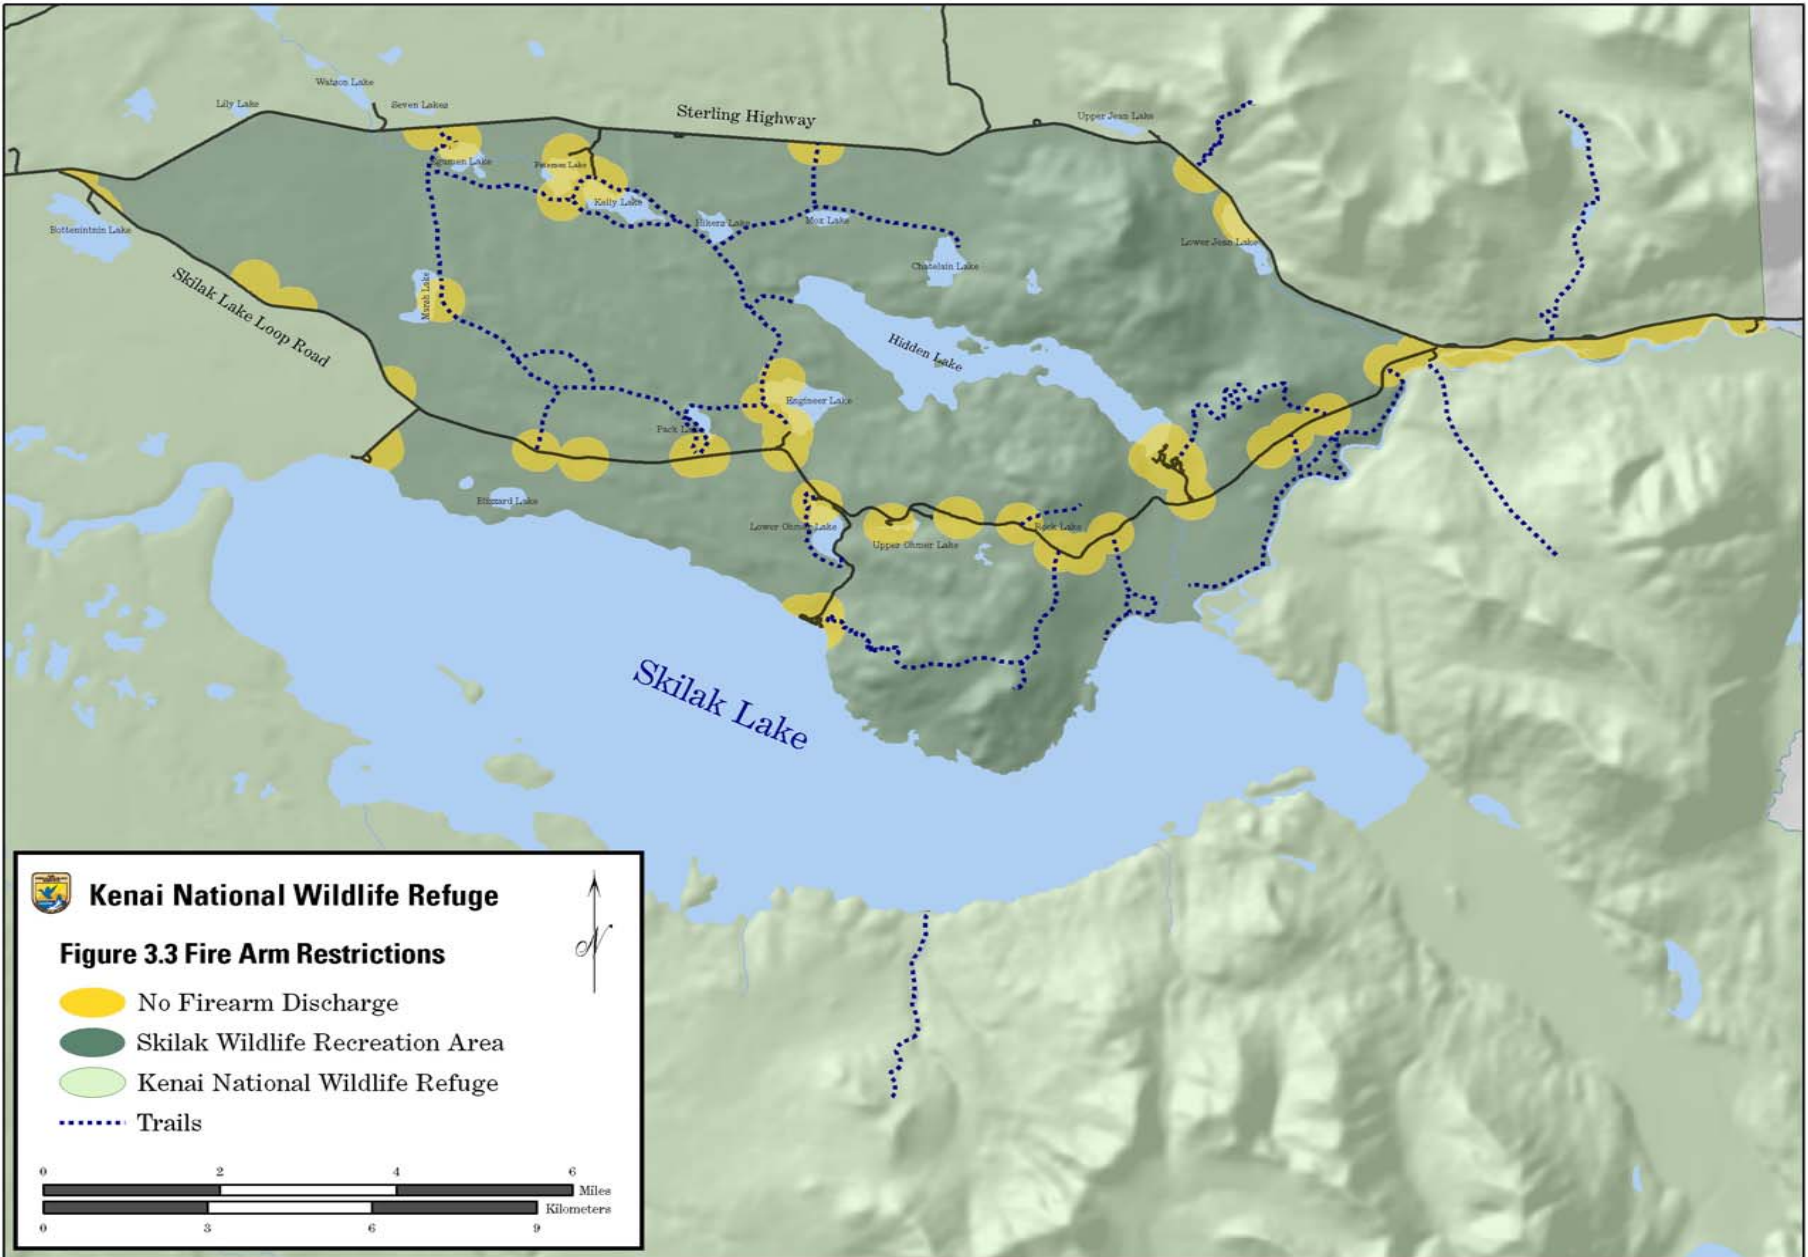 Watson Lake
Lily Lake
Seven Lakes
Sterling Highway
Upper Jean Lake
Engumen Lake
Peterson Lake
Kelly Lake
Hikers Lake
Mox Lake
Bottenintnin Lake
Lower Jean Lake
Chatelain Lake
Marsh Lake
Skilak Lake Loop Road
Hidden Lake
Engineer Lake
Pack Lake
Blizzard Lake
Lower Ohmer Lake
Rock Lake
Upper Ohmer Lake
Skilak Lake
Kenai National Wildlife Refuge
N
Figure 3.3 Fire Arm Restrictions
No Firearm Discharge
Skilak Wildlife Recreation Area
Kenai National Wildlife Refuge
Trails
0 2 4 6
Miles
Kilometers
0 3 6 9